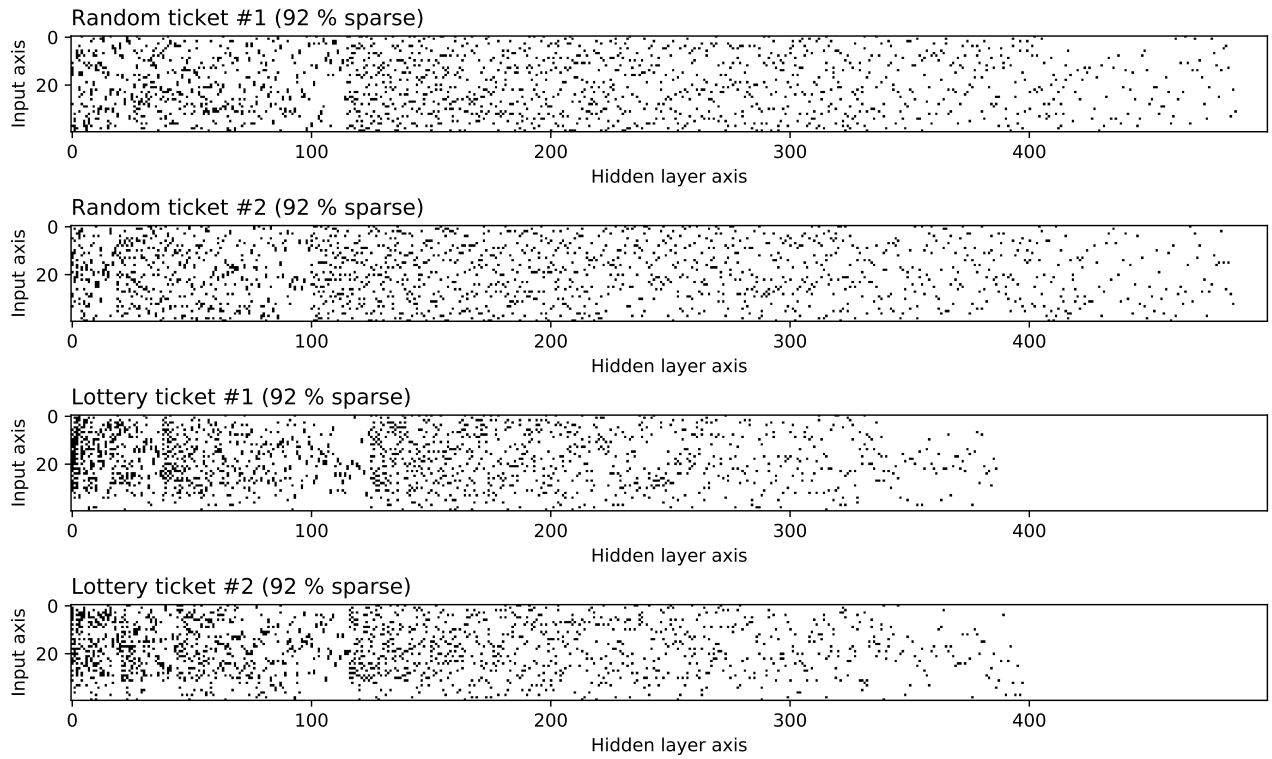 Random ticket #1 (92 % sparse)
Input axis
0
20
0 100 200 300 400
Hidden layer axis
Random ticket #2 (92 % sparse)
Input axis
0
20
0 100 200 300 400
Hidden layer axis
Lottery ticket #1 (92 % sparse)
Input axis
0
20
0 100 200 300 400
Hidden layer axis
Lottery ticket #2 (92 % sparse)
Input axis
0
20
0 100 200 300 400
Hidden layer axis